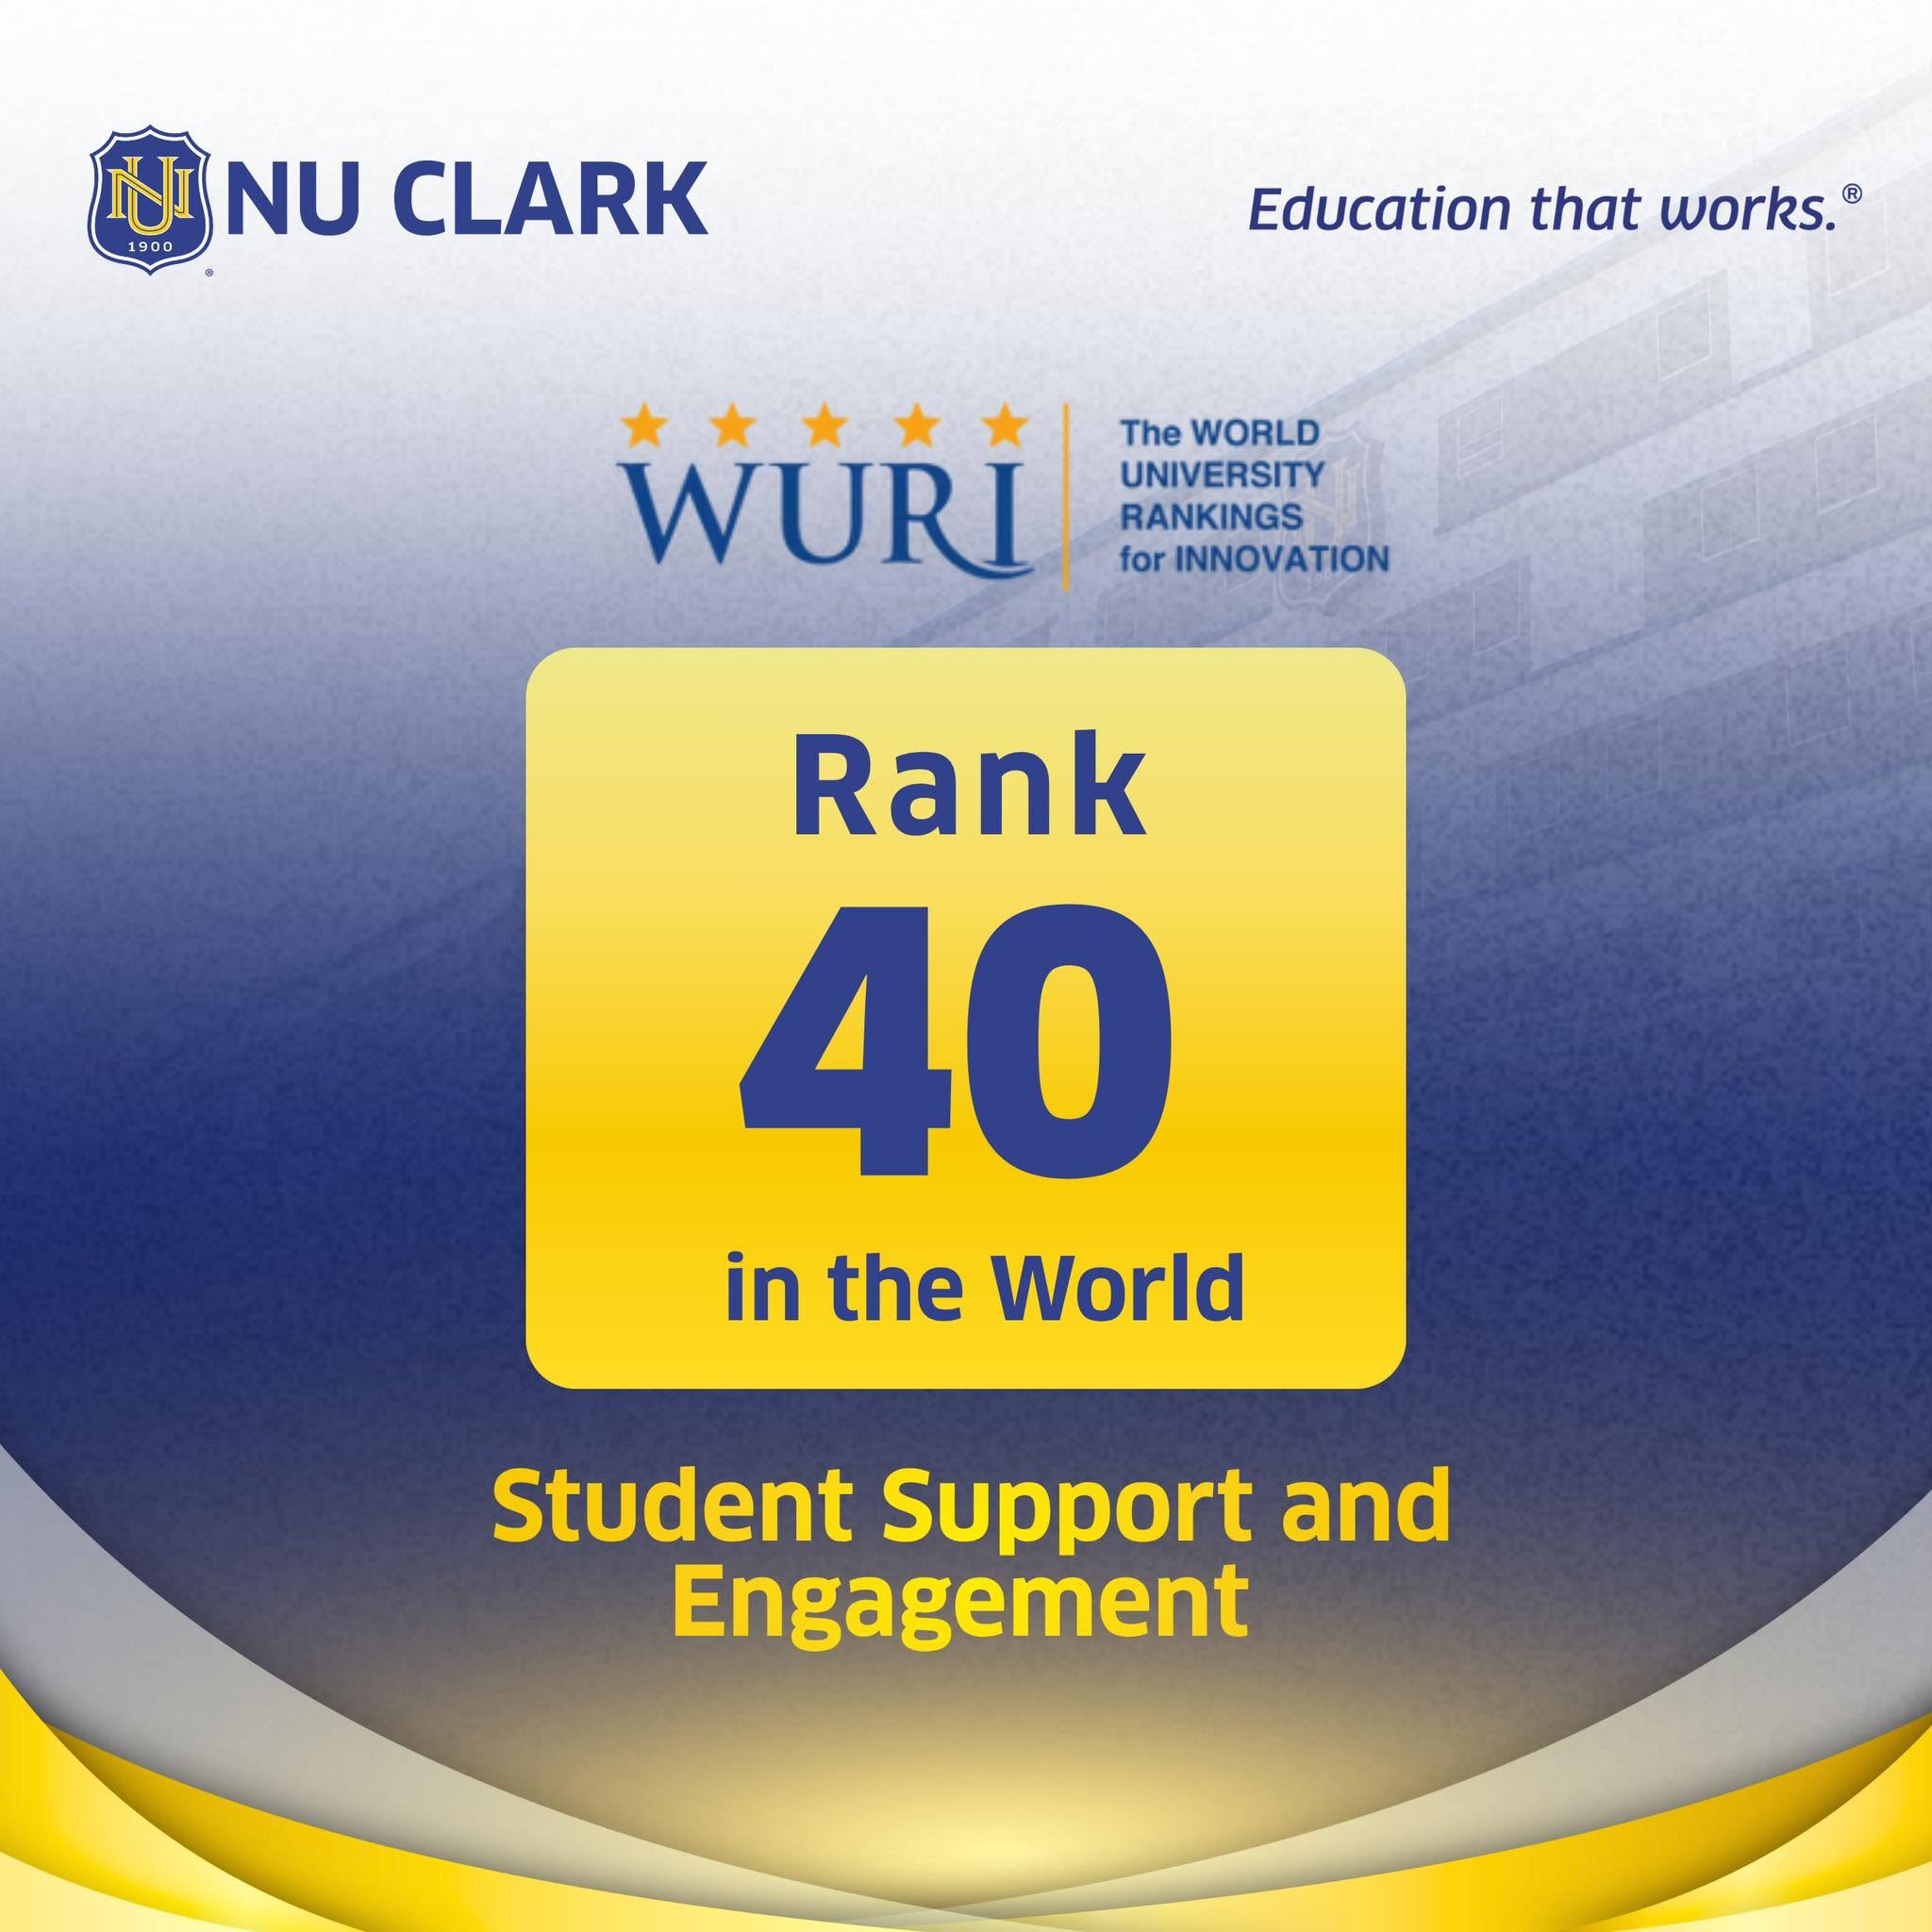 NU 1900 ® NU CLARK
Education that works.®
WURI
The WORLD
UNIVERSITY
RANKINGS
for INNOVATION
Rank
40
in the World
Student Support and
Engagement